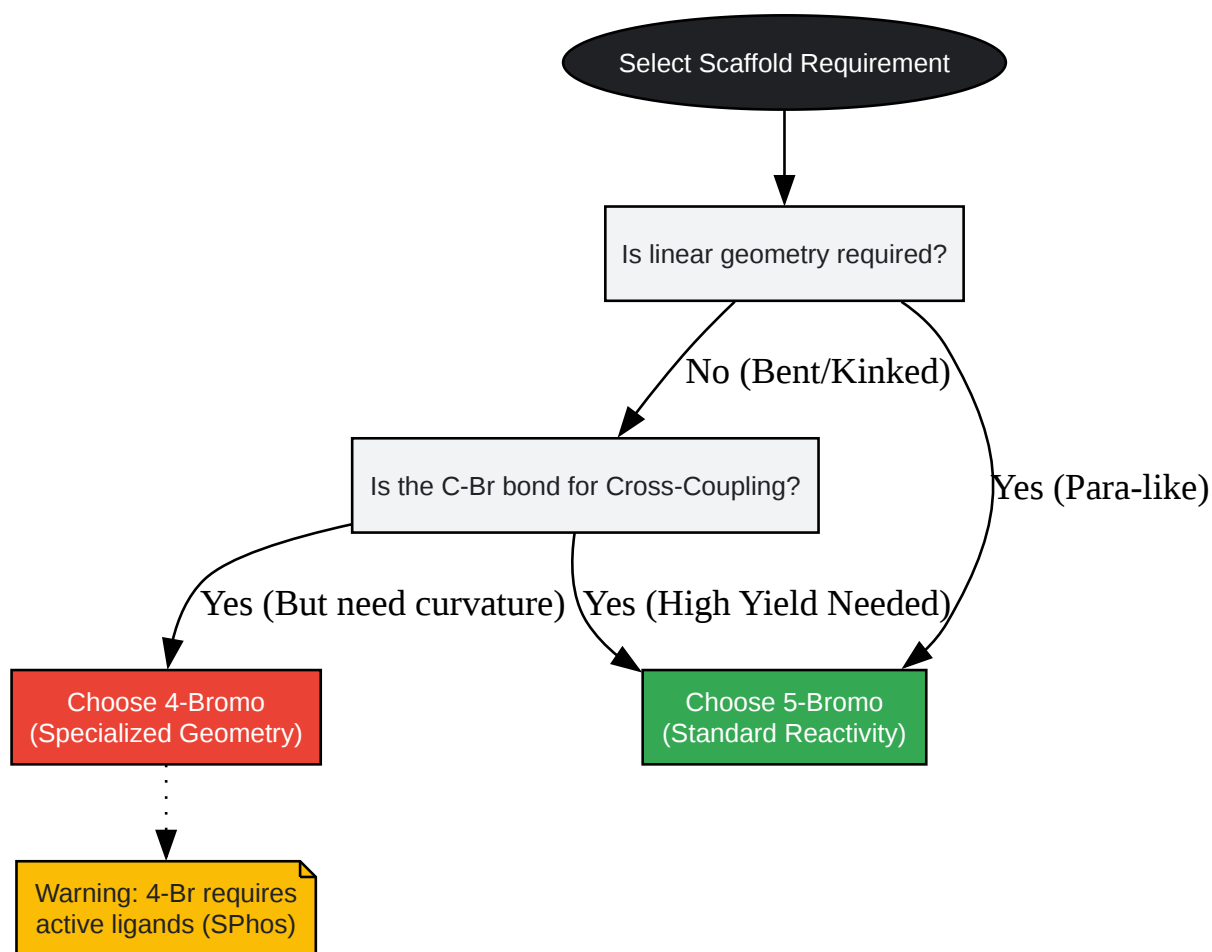 Select Scaffold Requirement
Is linear geometry required?
No (Bent/Kinked)
Is the C-Br bond for Cross-Coupling?
Yes (Para-like)
Yes (But need curvature)
Yes (High Yield Needed)
Choose 4-Bromo
(Specialized Geometry)
Choose 5-Bromo
(Standard Reactivity)
Warning: 4-Br requires
active ligands (SPhos)